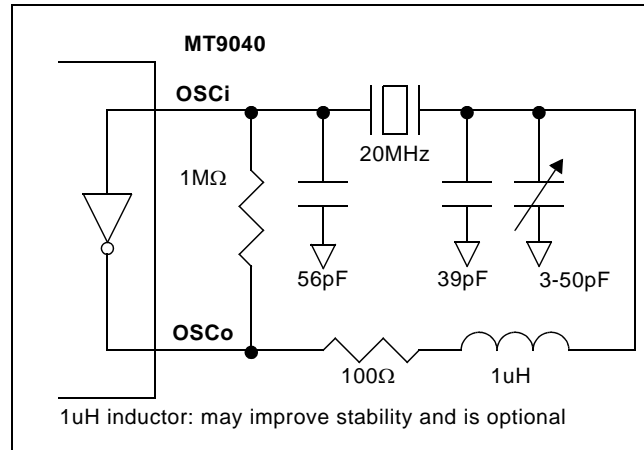 MT9040
OSCi
20MHz
1MΩ
56pF
39pF
3-50pF
OSCo
100Ω
1uH
1uH inductor: may improve stability and is optional